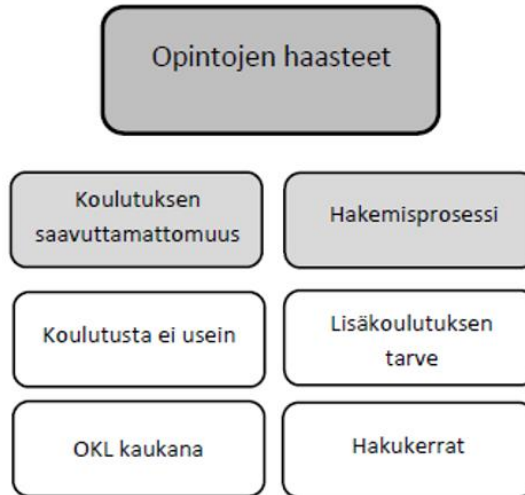 Opintojen haasteet
Koulutuksen
saavuttamattomuus
Hakemisprosessi
Koulutusta ei usein
Lisäkoulutuksen
tarve
OKL kaukana
Hakukerrat